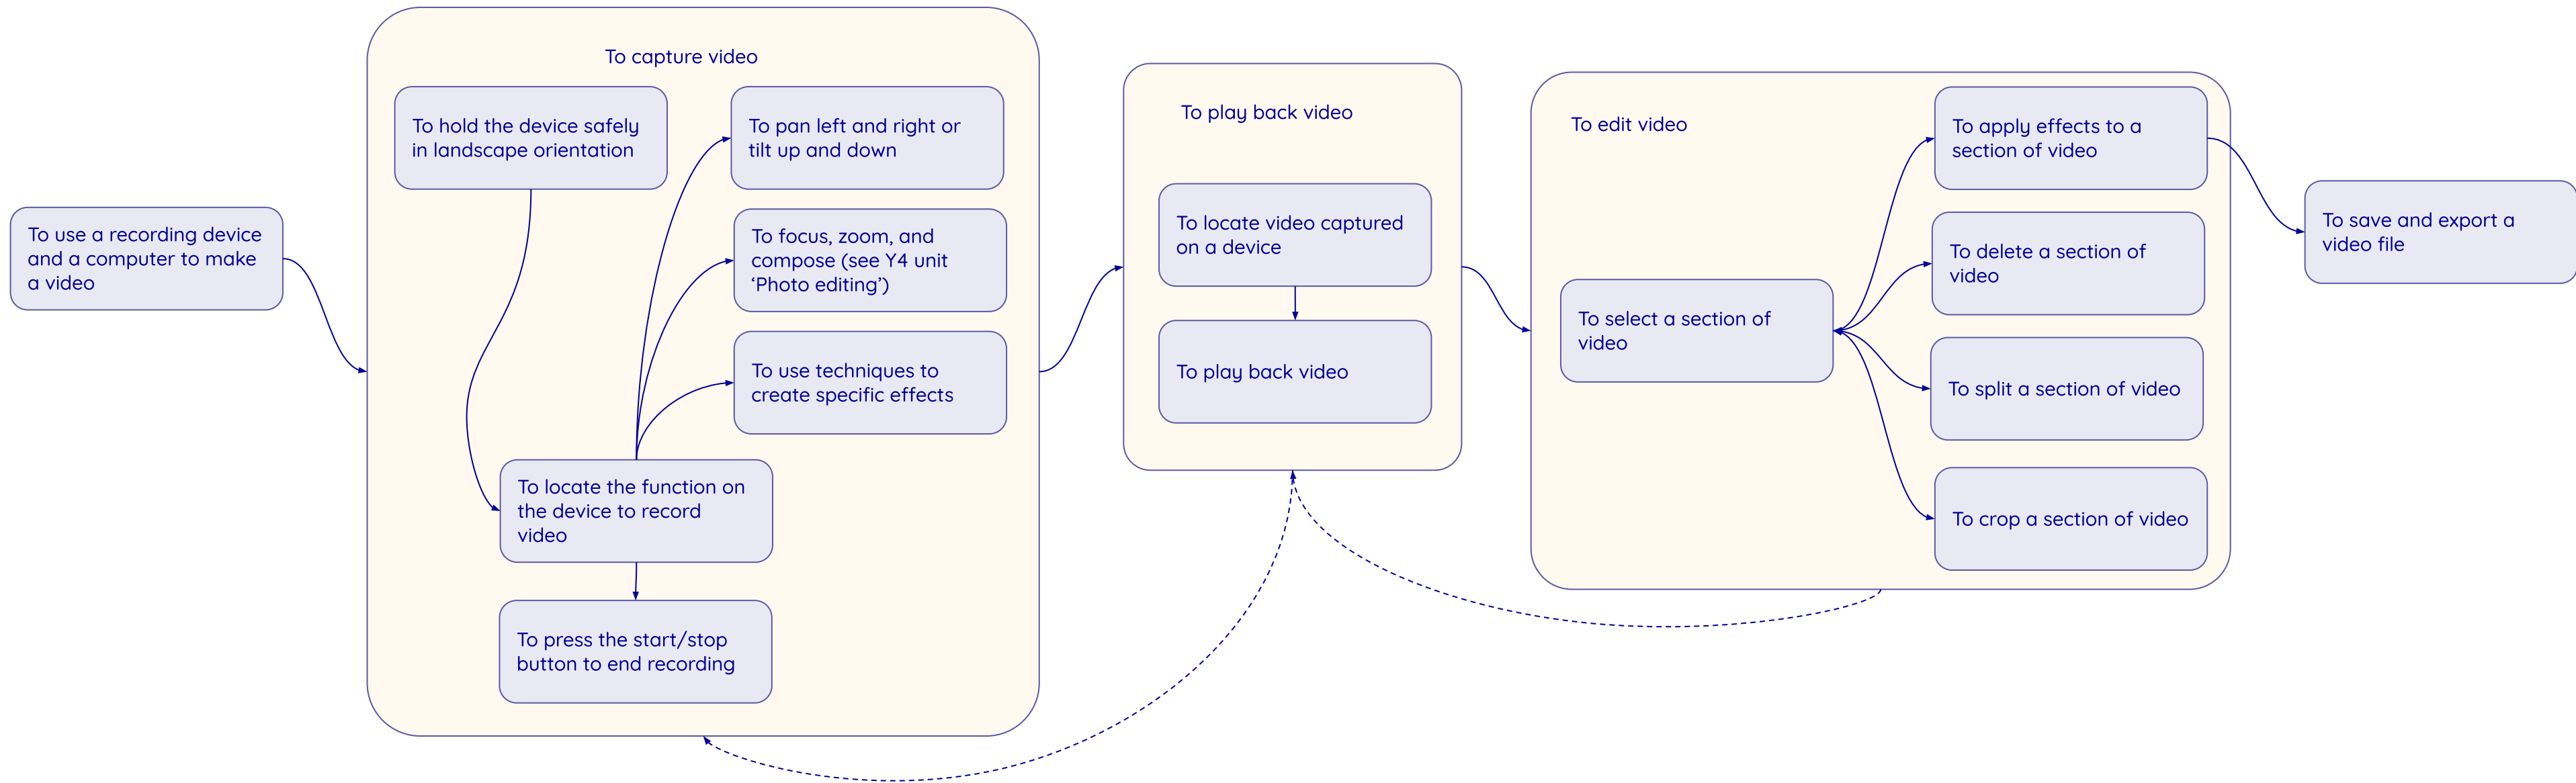 To use a recording device
and a computer to make
a video
To capture video
To hold the device safely
in landscape orientation
To pan left and right or
tilt up and down
To focus, zoom, and
compose (see Y4 unit
‘Photo editing’)
To use techniques to
create specific effects
To locate the function on
the device to record
video
To press the start/stop
button to end recording
To play back video
To locate video captured
on a device
To play back video
To edit video
To select a section of
video
To apply effects to a
section of video
To delete a section of
video
To split a section of video
To crop a section of video
To save and export a
video file